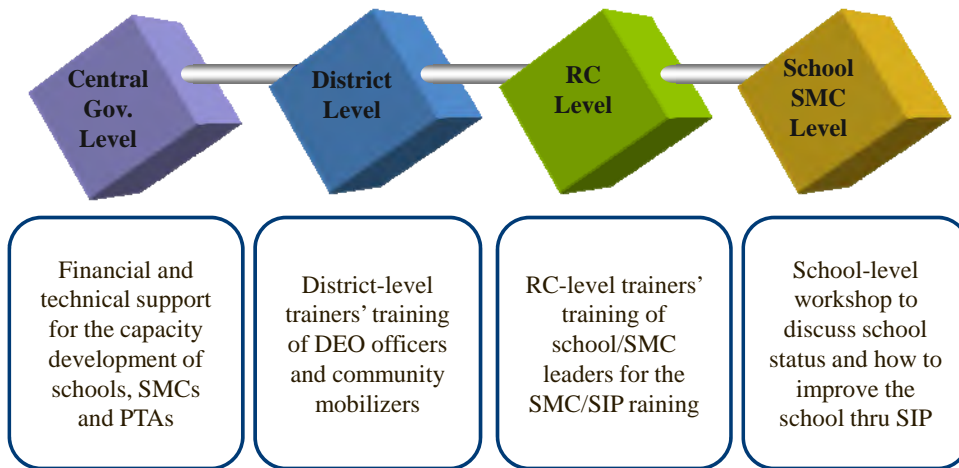 Central
Gov.
Level
District
Level
RC
Level
School
SMC
Level
Financial and
technical support
for the capacity
development of
schools, SMCs
and PTAs
District-level
trainers’ training
of DEO officers
and community
mobilizers
RC-level trainers’
training of
school/SMC
leaders for the
SMC/SIP raining
School-level
workshop to
discuss school
status and how to
improve the
school thru SIP